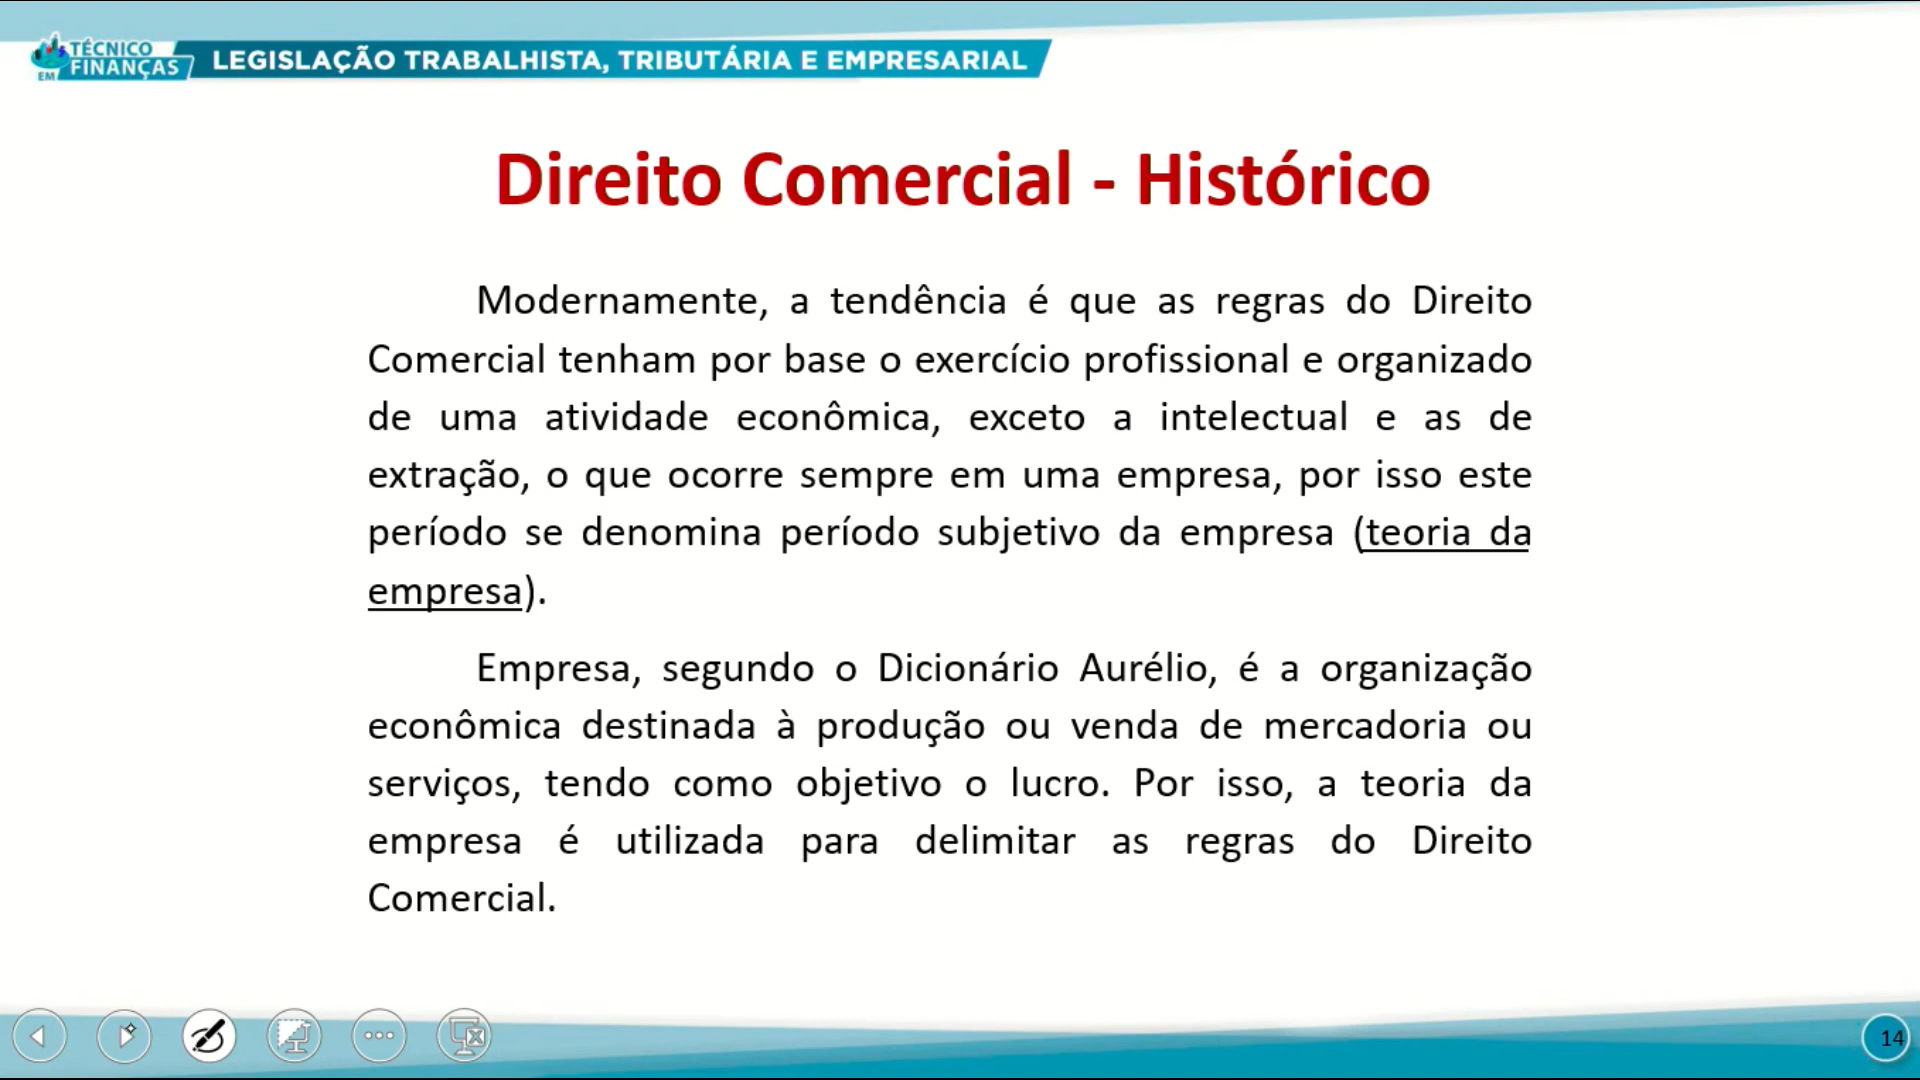 TÉCNICO
EM FINANÇAS
LEGISLAÇÃO TRABALHISTA, TRIBUTÁRIA E EMPRESARIAL
Direito Comercial - Histórico
Modernamente, a tendência é que as regras do Direito
Comercial tenham por base o exercício profissional e organizado
de uma atividade econômica, exceto a intelectual e as de
extração, o que ocorre sempre em uma empresa, por isso este
período se denomina período subjetivo da empresa (teoria da
empresa).
Empresa, segundo o Dicionário Aurélio, é a organização
econômica destinada à produção ou venda de mercadoria ou
serviços, tendo como objetivo o lucro. Por isso, a teoria da
empresa é utilizada para delimitar as regras do Direito
Comercial.
14